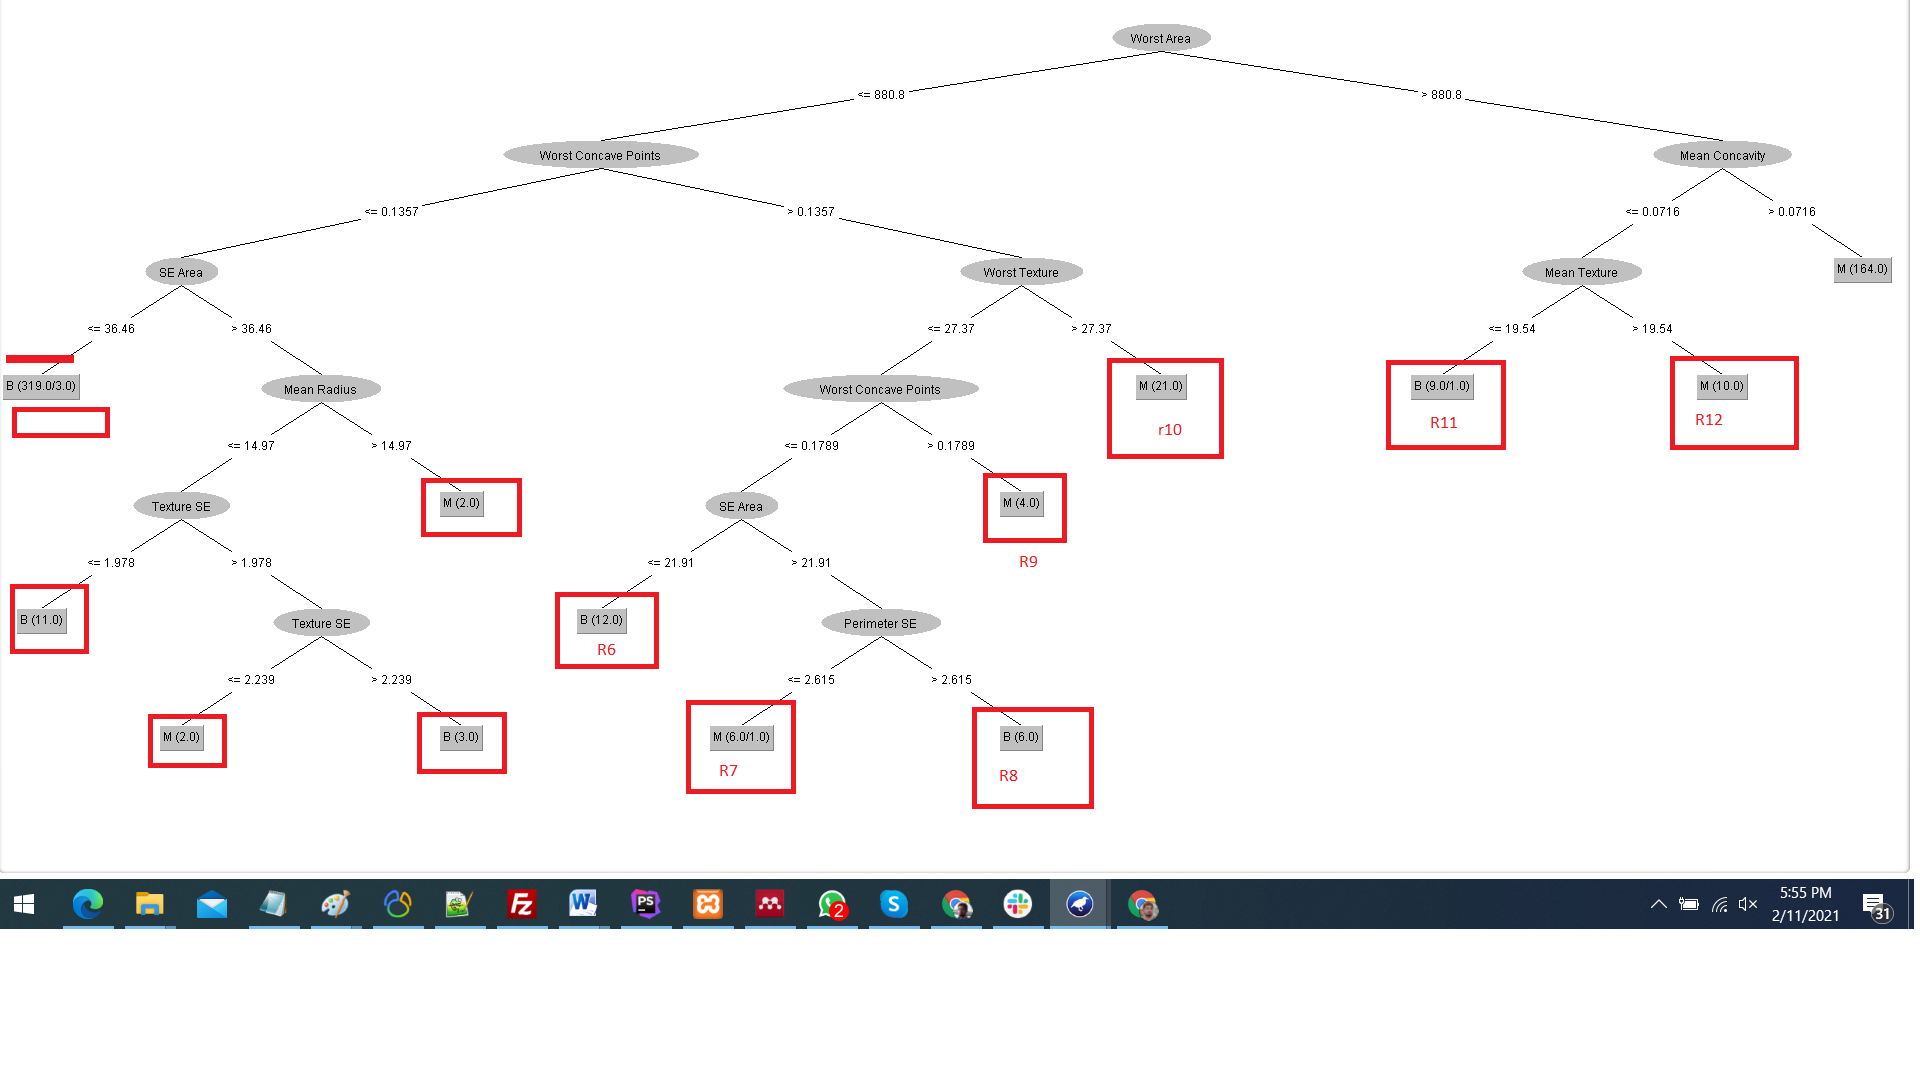 Worst Area
<= 880.8
> 880.8
Worst Concave Points
Mean Concavity
<= 0.1357
> 0.1357
<= 0.0716
> 0.0716
SE Area
Worst Texture
Mean Texture
M (164.0)
<= 36.46
> 36.46
<= 27.37
> 27.37
<= 19.54
> 19.54
B (319.0/3.0)
Mean Radius
Worst Concave Points
M (21.0)
B (9.0/1.0)
M (10.0)
r10
R11
R12
<= 14.97
> 14.97
<= 0.1789
> 0.1789
Texture SE
M (2.0)
SE Area
M (4.0)
<= 1.978
> 1.978
<= 21.91
> 21.91
R9
B (11.0)
Texture SE
B (12.0)
Perimeter SE
R6
<= 2.239
> 2.239
<= 2.615
> 2.615
M (2.0)
B (3.0)
M (6.0/1.0)
B (6.0)
R7
R8
Fz
W
PS
2
S
5:55 PM
2/11/2021
31